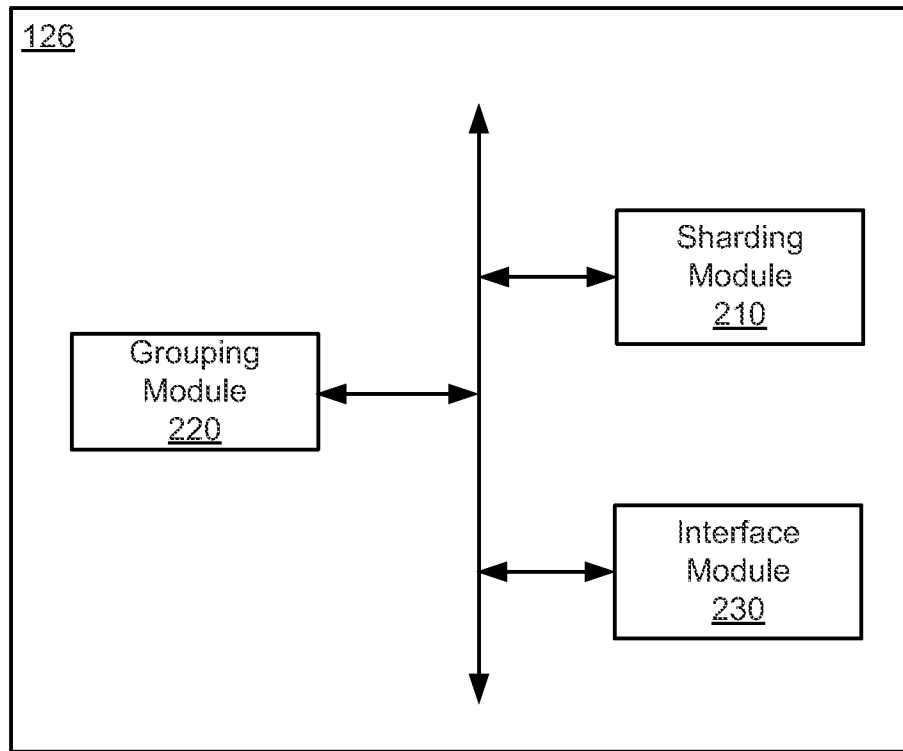 126
Sharding
Module
210
Grouping
Module
220
Interface
Module
230